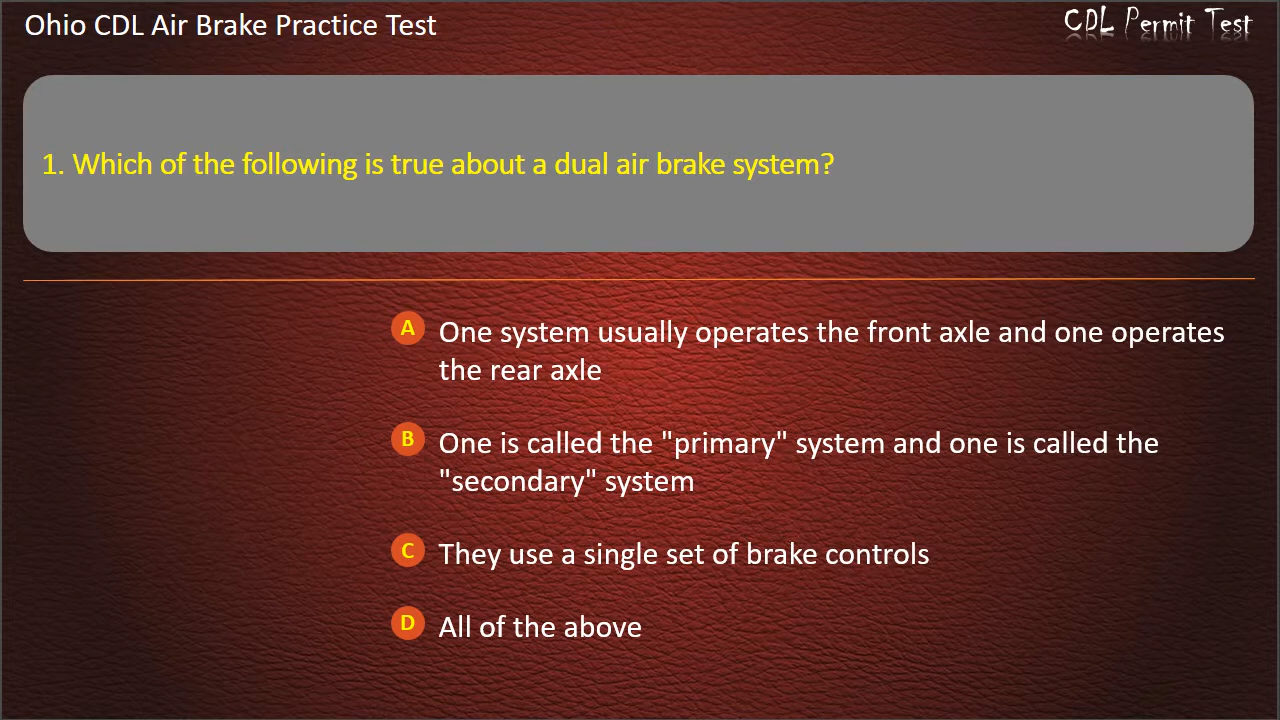 Ohio CDL Air Brake Practice Test
CDL Permit Test
1. Which of the following is true about a dual air brake system?
A One system usually operates the front axle and one operates
the rear axle
B One is called the "primary" system and one is called the
"secondary" system
C They use a single set of brake controls
D All of the above